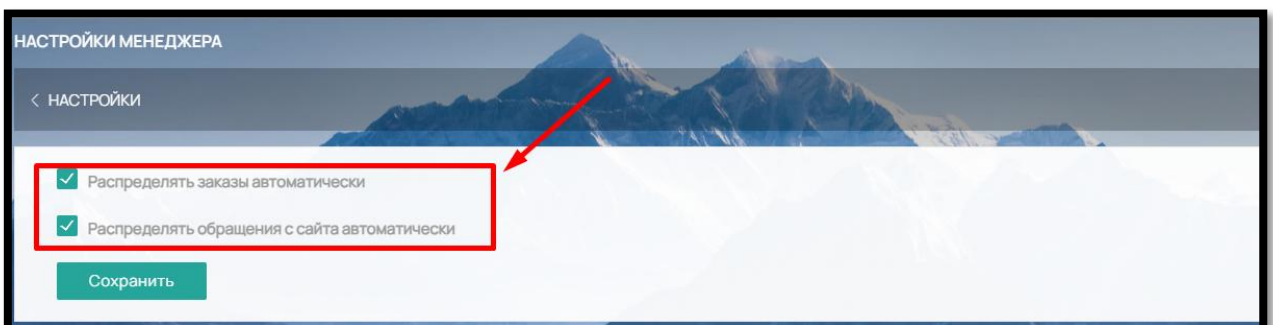 НАСТРОЙКИ МЕНЕДЖЕРА
< НАСТРОЙКИ
Распределять заказы автоматически
Распределять обращения с сайта автоматически
Сохранить